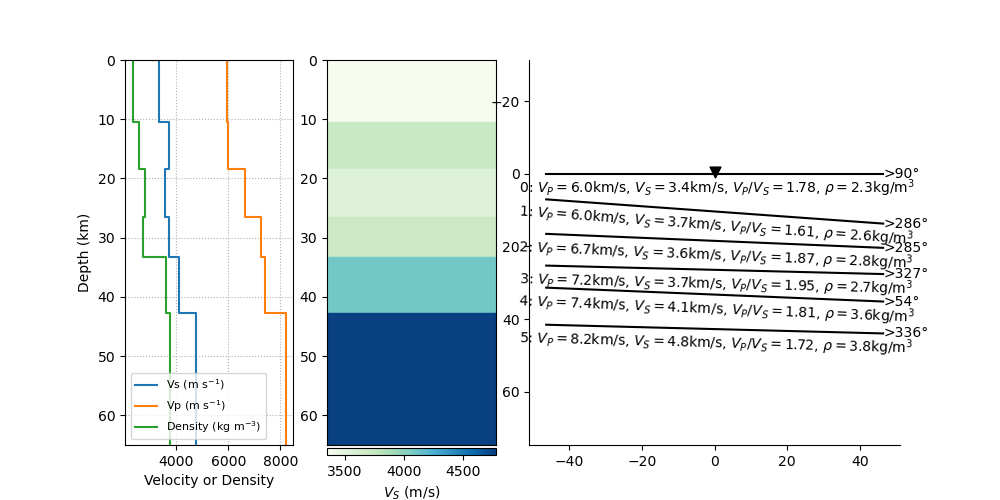 0
10
20
30
40
50
60
Depth (km)
4000 6000 8000
Velocity or Density
Vs (m s⁻¹)
Vp (m s⁻¹)
Density (kg m⁻³)
0
10
20
30
40
50
60
3500 4000 4500
V_S (m/s)
−20
0
20
40
60
−40 −20 0 20 40
>90°
0: V_P = 6.0km/s, V_S = 3.4km/s, V_P/V_S = 1.78, ρ = 2.3kg/m³
>286°
1: V_P = 6.0km/s, V_S = 3.7km/s, V_P/V_S = 1.61, ρ = 2.6kg/m³
>285°
2: V_P = 6.7km/s, V_S = 3.6km/s, V_P/V_S = 1.87, ρ = 2.8kg/m³
>327°
3: V_P = 7.2km/s, V_S = 3.7km/s, V_P/V_S = 1.95, ρ = 2.7kg/m³
>54°
4: V_P = 7.4km/s, V_S = 4.1km/s, V_P/V_S = 1.81, ρ = 3.6kg/m³
>336°
5: V_P = 8.2km/s, V_S = 4.8km/s, V_P/V_S = 1.72, ρ = 3.8kg/m³